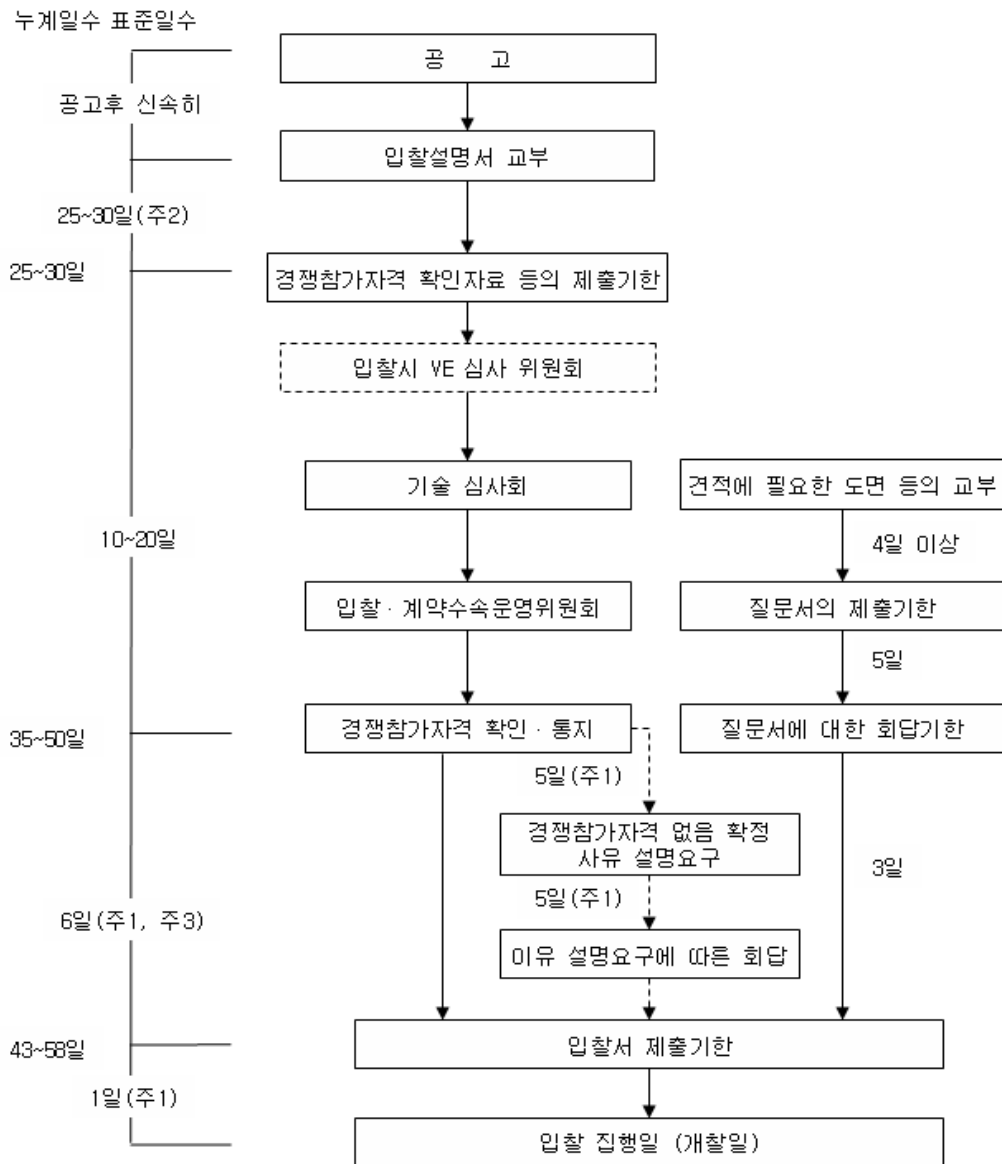 누계일수 표준일수
공 고
공고후 신속히
입찰설명서 교부
25~30일(주2)
25~30일
경쟁참가자격 확인자료 등의 제출기한
입찰시 VE 심사 위원회
기술 심사회
견적에 필요한 도면 등의 교부
10~20일
4일 이상
입찰·계약수속운영위원회
질문서의 제출기한
5일
35~50일
경쟁참가자격 확인·통지
질문서에 대한 회답기한
5일(주1)
경쟁참가자격 없음 확정
사유 설명요구
3일
5일(주1)
6일(주1, 주3)
이유 설명요구에 따른 회답
43~58일
입찰서 제출기한
1일(주1)
입찰 집행일 (개찰일)